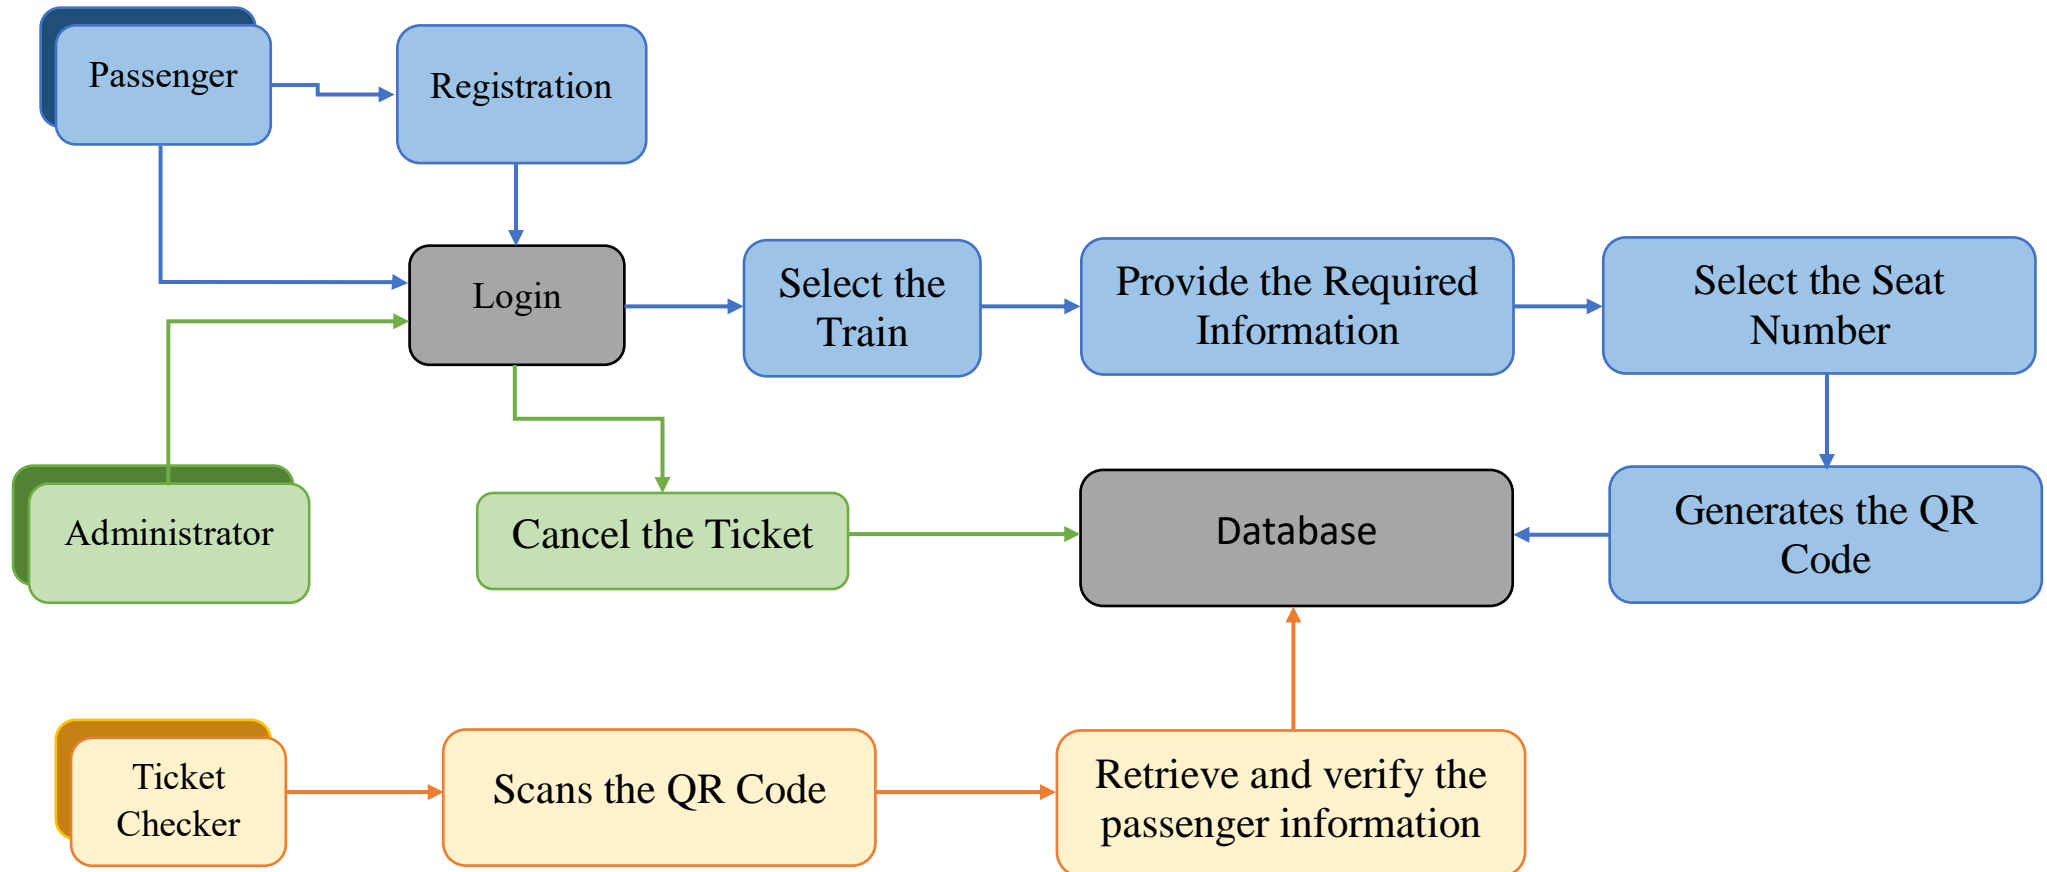 Passenger
Registration
Login
Select the
Train
Provide the Required
Information
Select the Seat
Number
Administrator
Cancel the Ticket
Database
Generates the QR
Code
Ticket
Checker
Scans the QR Code
Retrieve and verify the
passenger information